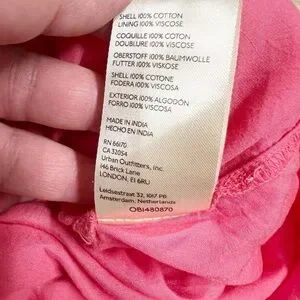 SHELL 100% COTTON
LINING 100% VISCOSE
COQUILLE 100% COTON
DOUBLURE 100% VISCOSE
OBERSTOFF 100% BAUMWOLLE
FUTTER 100% VISKOSE
SHELL 100% COTONE
FODERA 100% VISCOSA
EXTERIOR 100% ALGODÓN
FORRO 100% VISCOSA
MADE IN INDIA
HECHO EN INDIA
RN 66170
CA 32054
Urban Outfitters, Inc.
146 Brick Lane
LONDON, E1 6RU
Leidsestraat 32, 1017 PB
Amsterdam, Netherlands
OB1480870